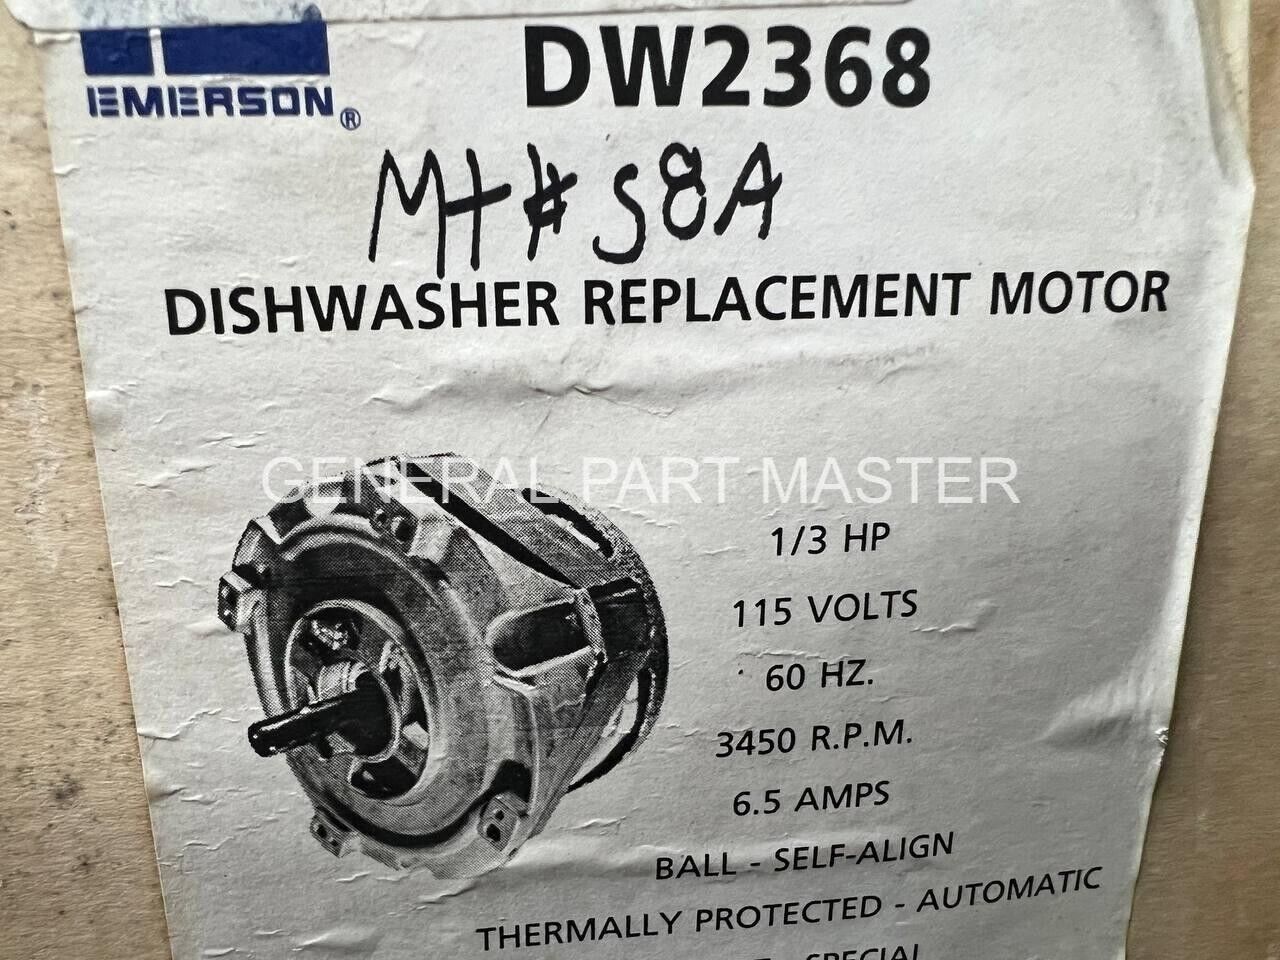 EMERSON®
DW2368
Mt# S8A
DISHWASHER REPLACEMENT MOTOR
GENERAL PART MASTER
1/3 HP
115 VOLTS
60 HZ.
3450 R.P.M.
6.5 AMPS
BALL - SELF-ALIGN
THERMALLY PROTECTED - AUTOMATIC
SPECIAL